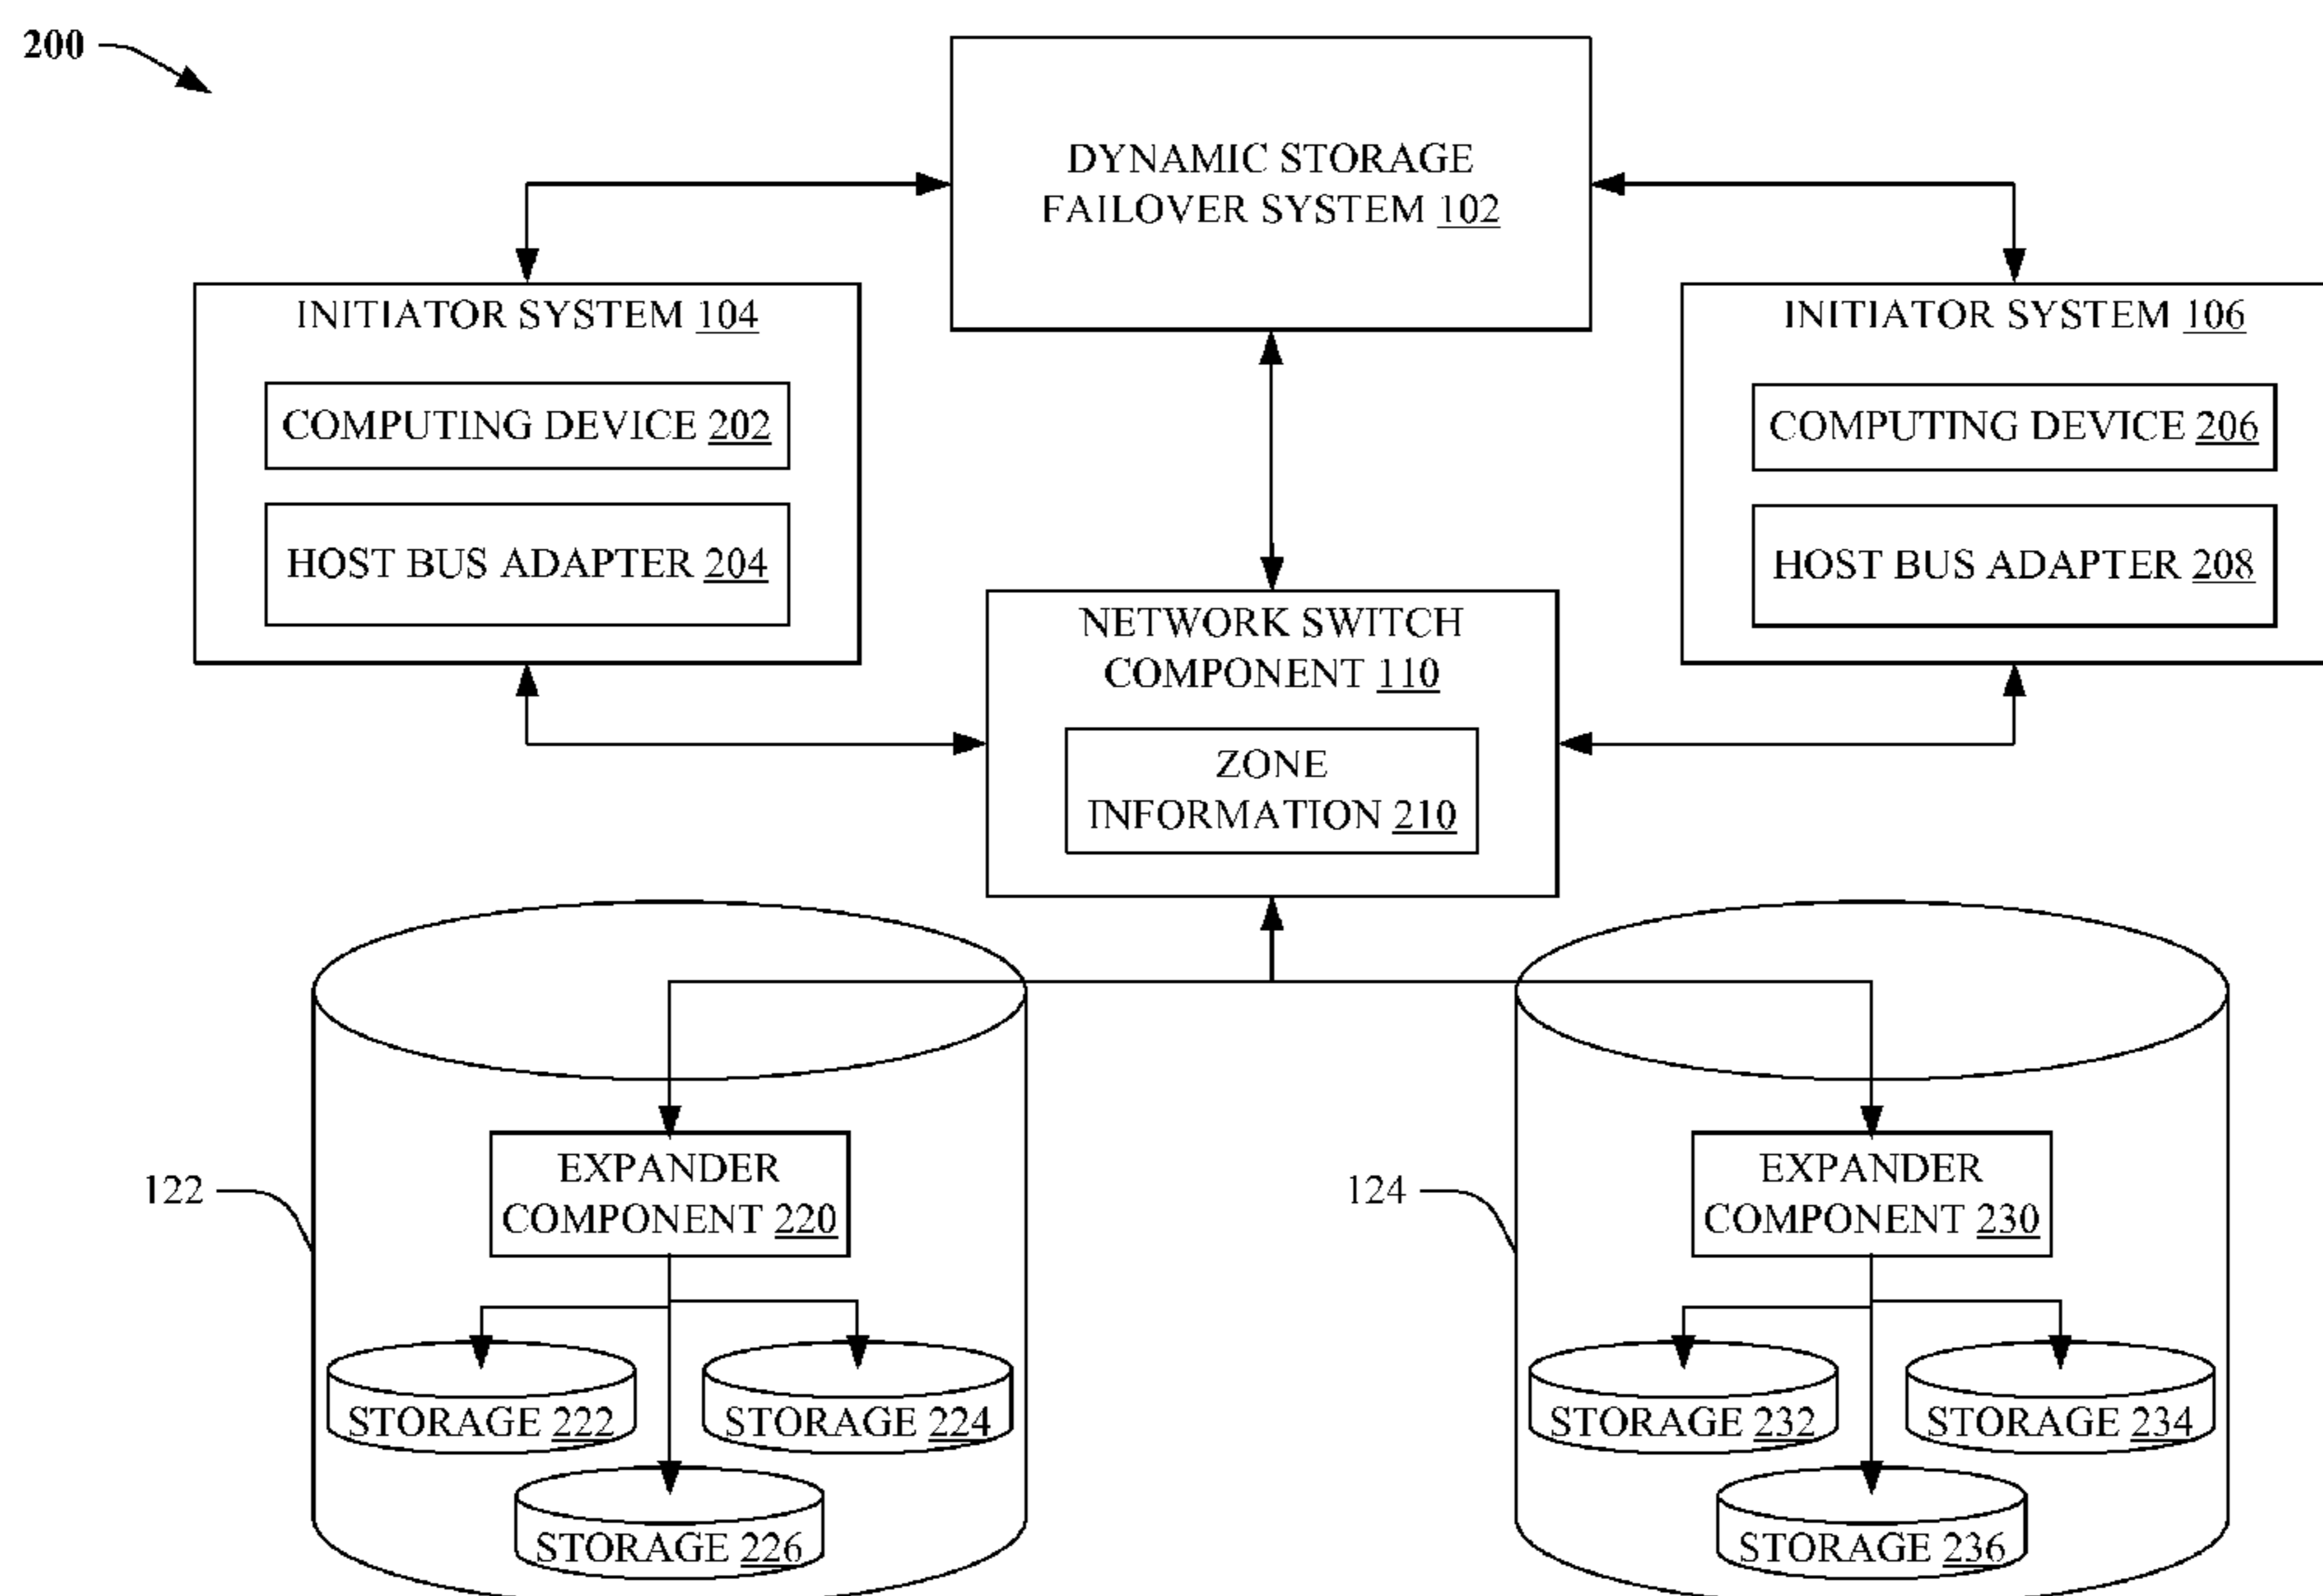 200
DYNAMIC STORAGE
FAILOVER SYSTEM 102
INITIATOR SYSTEM 104
COMPUTING DEVICE 202
HOST BUS ADAPTER 204
INITIATOR SYSTEM 106
COMPUTING DEVICE 206
HOST BUS ADAPTER 208
NETWORK SWITCH
COMPONENT 110
ZONE
INFORMATION 210
122
EXPANDER
COMPONENT 220
STORAGE 222
STORAGE 224
STORAGE 226
124
EXPANDER
COMPONENT 230
STORAGE 232
STORAGE 234
STORAGE 236